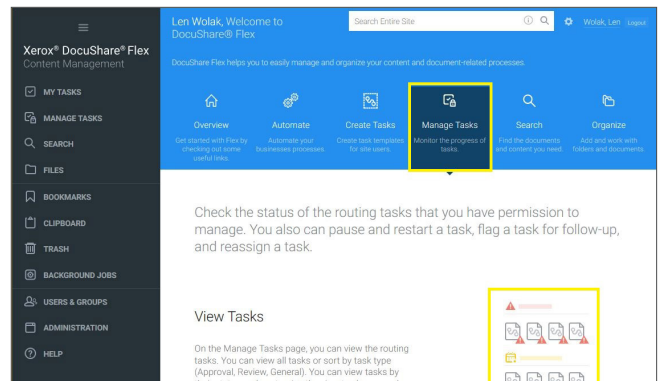 Xerox® DocuShare® Flex
Content Management
MY TASKS
MANAGE TASKS
SEARCH
FILES
BOOKMARKS
CLIPBOARD
TRASH
BACKGROUND JOBS
USERS & GROUPS
ADMINISTRATION
HELP
Len Wolak, Welcome to
DocuShare® Flex
Search Entire Site
Wolak, Len Logout
DocuShare Flex helps you to easily manage and organize your content and document-related processes.
Overview
Get started with Flex by
checking out some
useful links.
Automate
Automate your
businesses processes.
Create Tasks
Create task templates
for site users.
Manage Tasks
Monitor the progress of
tasks.
Search
Find the documents
and content you need.
Organize
Add and work with
folders and documents.
Check the status of the routing tasks that you have permission to
manage. You also can pause and restart a task, flag a task for follow-up,
and reassign a task.
View Tasks
On the Manage Tasks page, you can view the routing
tasks. You can view all tasks or sort by task type
(Approval, Review, General). You can view tasks by